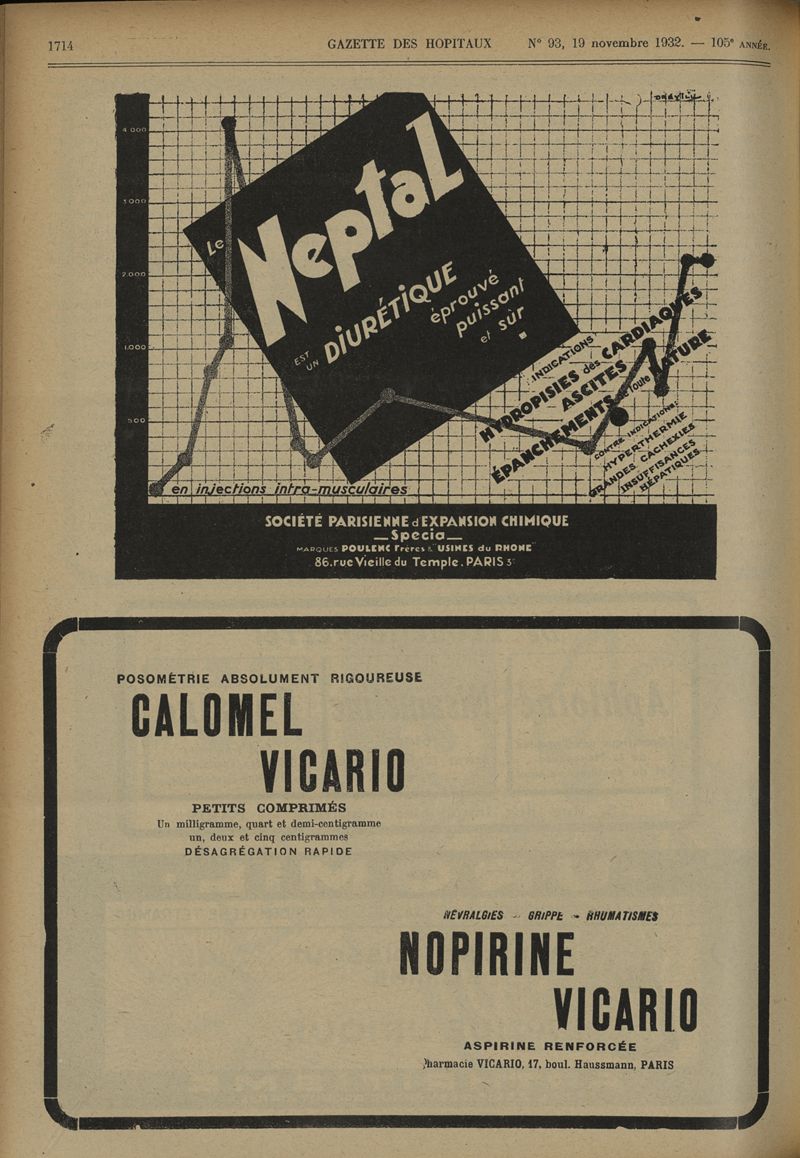 1714
GAZETTE DES HOPITAUX
N° 93, 19 novembre 1932. — 105e ANNÉE.
4 000
3 000
2.000
1.000
500
Le
Neptal
EST UN DIURÉTIQUE
éprouvé
puissant
et sûr
INDICATIONS
HYDROPISIES des CARDIAQUES
ASCITES
ÉPANCHEMENTS de toute NATURE
CONTRE INDICATIONS:
HYPERTHERMIE
GRANDES CACHEXIES
INSUFFISANCES
HÉPATIQUES
en injections intra-musculaires
SOCIÉTÉ PARISIENNE d'EXPANSION CHIMIQUE
— Specia —
MARQUES POULENC Frères & "USINES du RHONE"
86, rue Vieille du Temple. PARIS 3e
POSOMÉTRIE ABSOLUMENT RIGOUREUSE
CALOMEL
VICARIO
PETITS COMPRIMÉS
Un milligramme, quart et demi-centigramme
un, deux et cinq centigrammes
DÉSAGRÉGATION RAPIDE
NÉVRALGIES - GRIPPE - RHUMATISMES
NOPIRINE
VICARIO
ASPIRINE RENFORCÉE
Pharmacie VICARIO, 17, boul. Haussmann, PARIS